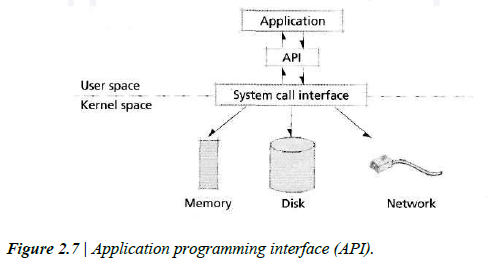 Application
API
User space
System call interface
Kernel space
Memory
Disk
Network
Figure 2.7 | Application programming interface (API).